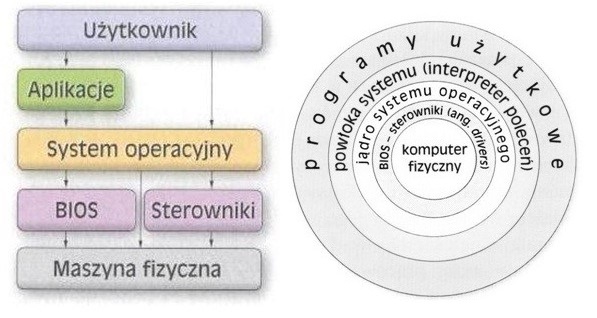 Użytkownik
Aplikacje
System operacyjny
BIOS
Sterowniki
Maszyna fizyczna
programy użytkowe
powłoka systemu (interpreter poleceń)
jądro systemu operacyjnego
BIOS – sterowniki (ang. drivers)
komputer
fizyczny